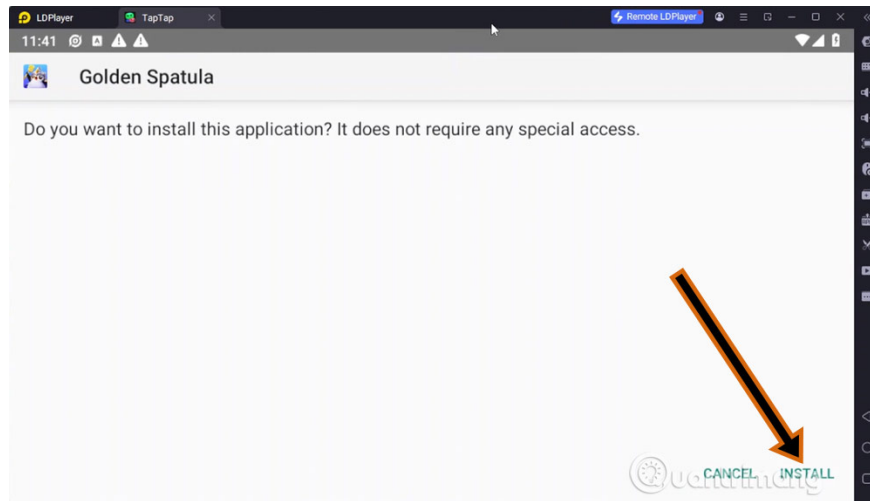 LDPlayer
TapTap
Remote LDPlayer
11:41
Golden Spatula
Do you want to install this application? It does not require any special access.
CANCEL
INSTALL
Quantrimang